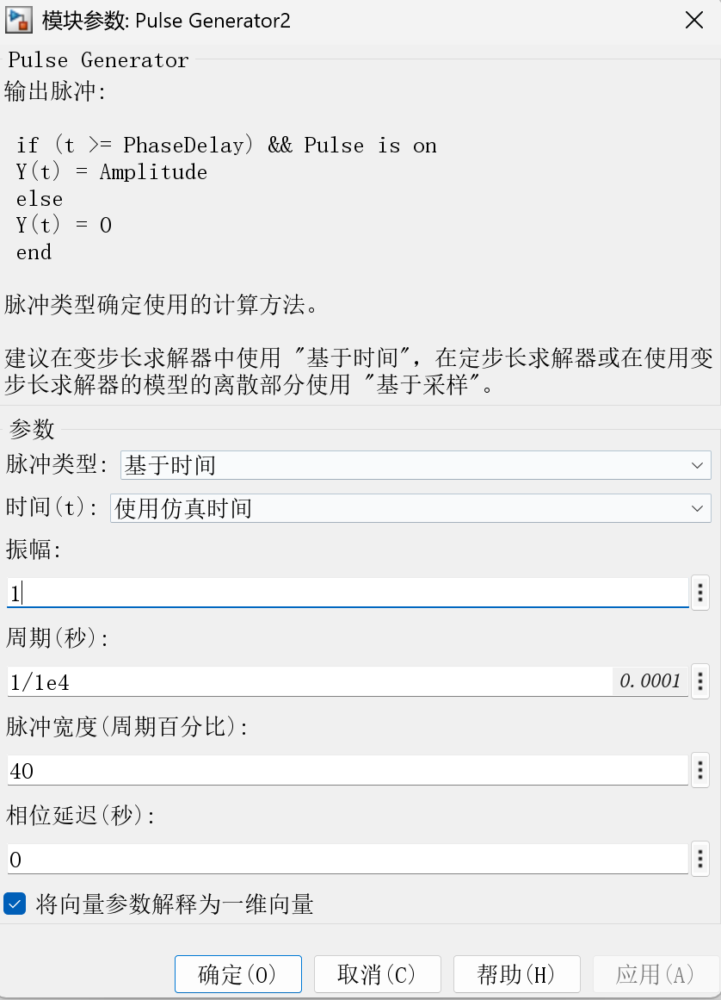 模块参数: Pulse Generator2
Pulse Generator
输出脉冲:
if (t >= PhaseDelay) && Pulse is on
Y(t) = Amplitude
else
Y(t) = 0
end
脉冲类型确定使用的计算方法。
建议在变步长求解器中使用 "基于时间"，在定步长求解器或在使用变
步长求解器的模型的离散部分使用 "基于采样"。
参数
脉冲类型: 基于时间
时间(t): 使用仿真时间
振幅:
1
周期(秒):
1/1e4 0.0001
脉冲宽度(周期百分比):
40
相位延迟(秒):
0
将向量参数解释为一维向量
确定(O) 取消(C) 帮助(H) 应用(A)